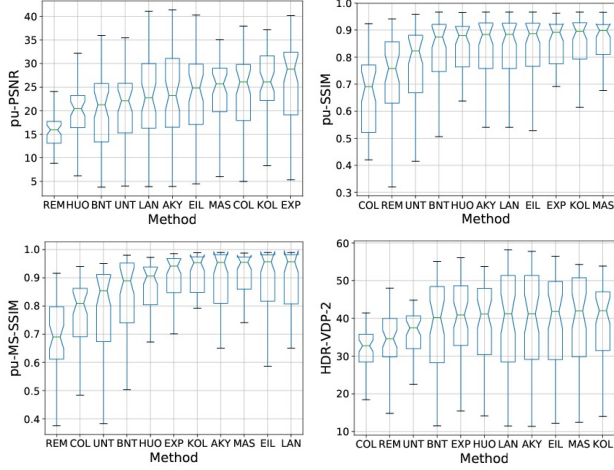 pu-PSNR
40
35
30
25
20
15
10
5
REM HUO BNT UNT LAN AKY EIL MAS COL KOL EXP
Method
pu-SSIM
1.0
0.9
0.8
0.7
0.6
0.5
0.4
0.3
COL REM UNT BNT HUO AKY LAN EIL EXP KOL MAS
Method
pu-MS-SSIM
1.0
0.9
0.8
0.7
0.6
0.5
0.4
REM COL UNT BNT HUO EXP KOL AKY MAS EIL LAN
Method
HDR-VDP-2
60
50
40
30
20
10
COL REM UNT BNT EXP HUO LAN AKY EIL MAS KOL
Method